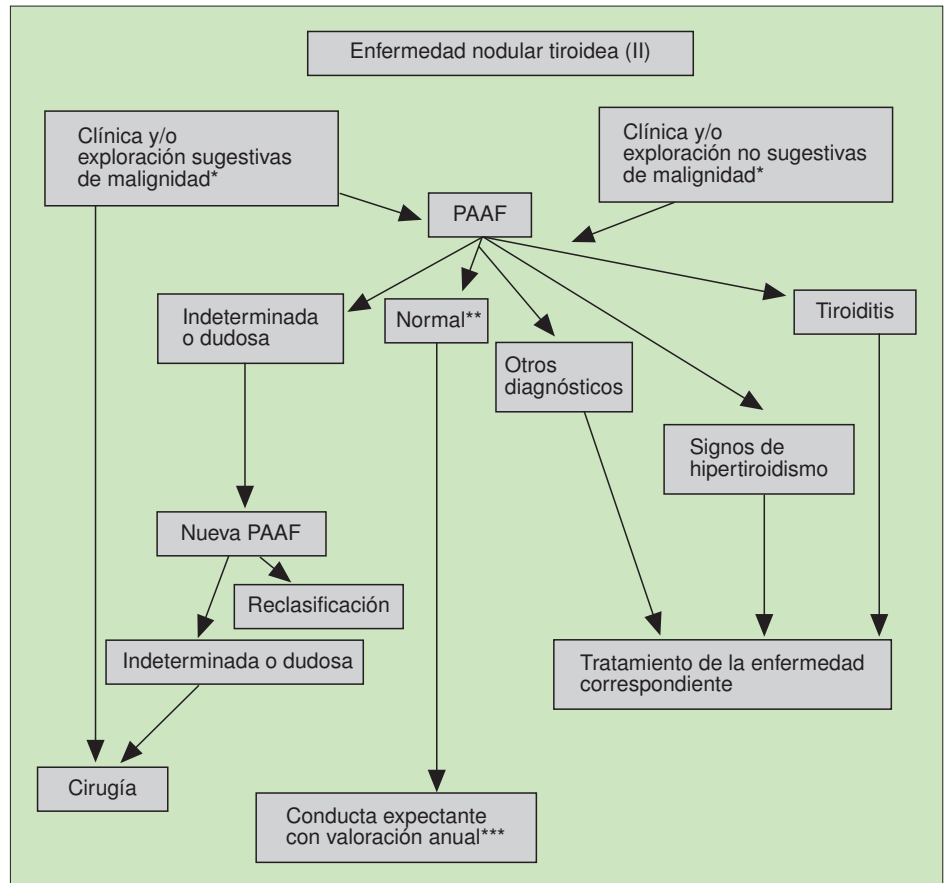 Enfermedad nodular tiroidea (II)
Clínica y/o
exploración sugestivas
de malignidad*
Clínica y/o
exploración no sugestivas
de malignidad*
PAAF
Indeterminada
o dudosa
Normal**
Otros
diagnósticos
Tiroiditis
Signos de
hipertiroidismo
Nueva PAAF
Reclasificación
Indeterminada o dudosa
Tratamiento de la enfermedad
correspondiente
Cirugía
Conducta expectante
con valoración anual***